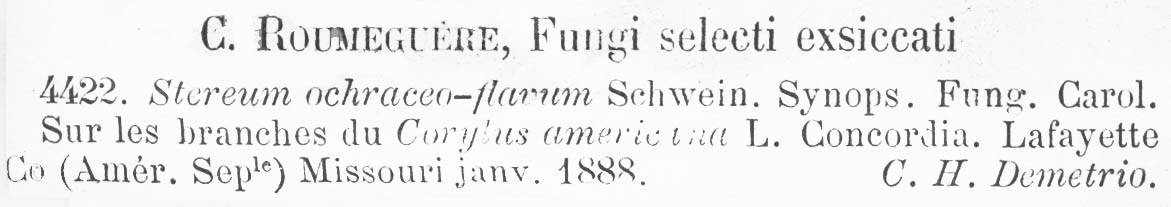 C. ROUMEGUÈRE, Fungi selecti exsiccati
4422. Stereum ochraceo-flavum Schwein. Synops. Fung. Carol.
Sur les branches du Corylus americana L. Concordia. Lafayette
Co (Amér. Sepˡᵉ) Missouri janv. 1888. C. H. Demetrio.